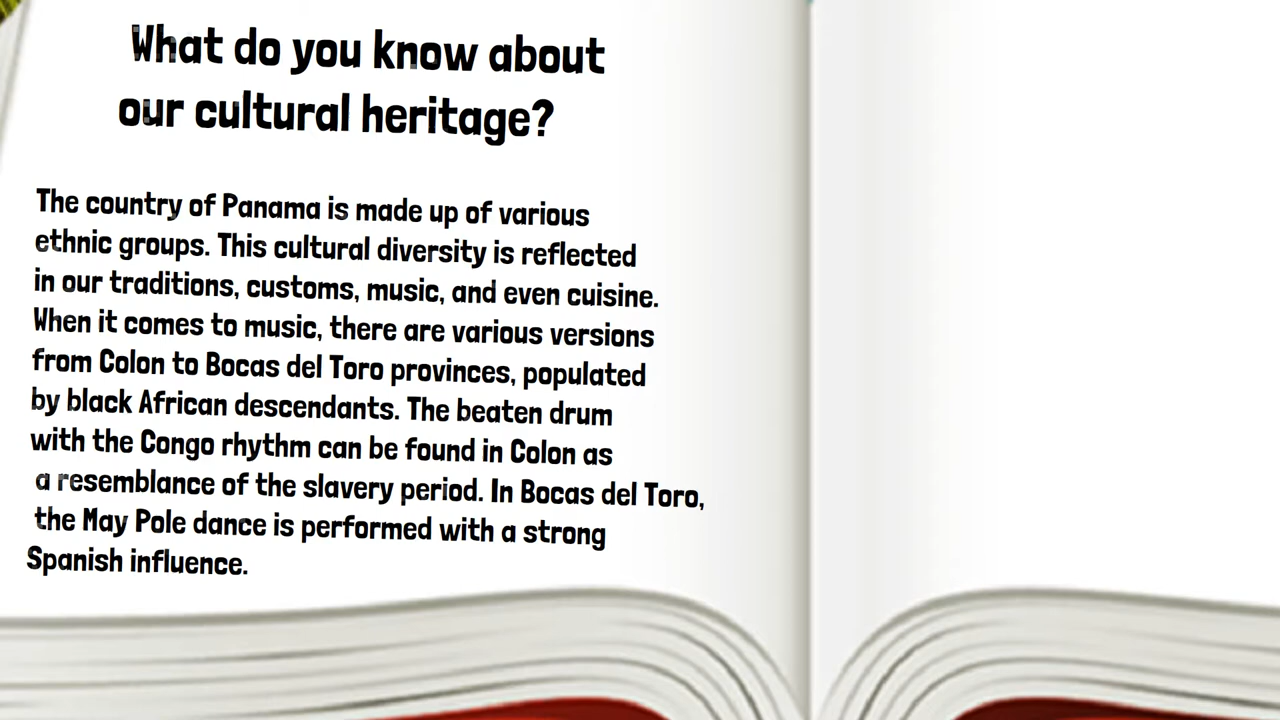 What do you know about
our cultural heritage?
The country of Panama is made up of various
ethnic groups. This cultural diversity is reflected
in our traditions, customs, music, and even cuisine.
When it comes to music, there are various versions
from Colon to Bocas del Toro provinces, populated
by black African descendants. The beaten drum
with the Congo rhythm can be found in Colon as
a resemblance of the slavery period. In Bocas del Toro,
the May Pole dance is performed with a strong
Spanish influence.